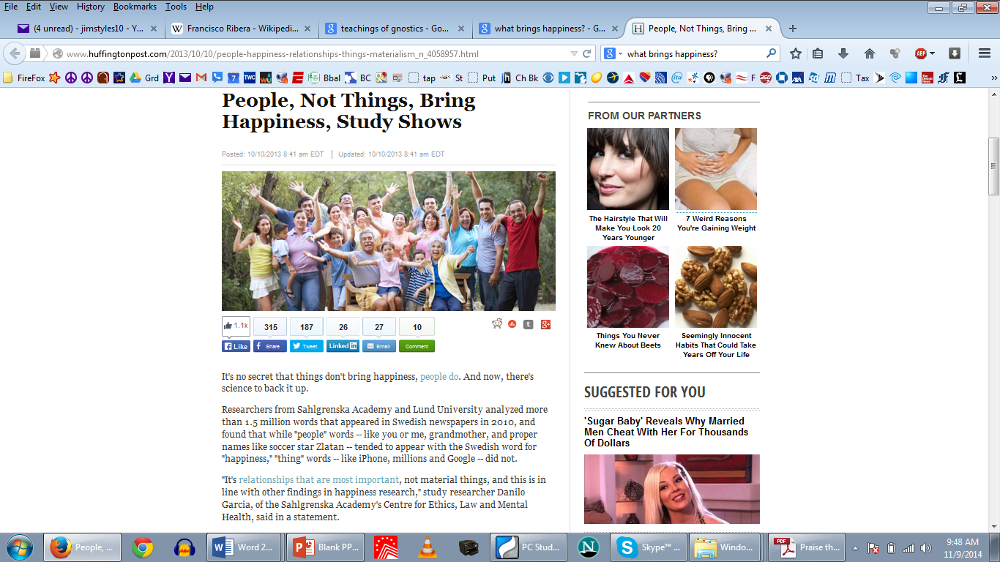 File Edit View History Bookmarks Tools Help
(4 unread) - jimstyles10 - Y...
Francisco Ribera - Wikipedi...
teachings of gnostics - Go...
what brings happiness? - G...
People, Not Things, Bring ...
www.huffingtonpost.com/2013/10/10/people-happiness-relationships-things-materialism_n_4058957.html
what brings happiness?
ABP
FireFox
Grd
7
TWC
Bbal
BC
tap
St
Put
jh
Ch Bk
F
360
AXA
Tax
People, Not Things, Bring
Happiness, Study Shows
Posted: 10/10/2013 8:41 am EDT | Updated: 10/10/2013 8:41 am EDT
1.1k 315 187 26 27 10
Like Share Tweet Linked in Email Comment
It's no secret that things don't bring happiness, people do. And now, there's
science to back it up.
Researchers from Sahlgrenska Academy and Lund University analyzed more
than 1.5 million words that appeared in Swedish newspapers in 2010, and
found that while "people" words -- like you or me, grandmother, and proper
names like soccer star Zlatan -- tended to appear with the Swedish word for
"happiness," "thing" words -- like iPhone, millions and Google -- did not.
"It's relationships that are most important, not material things, and this is in
line with other findings in happiness research," study researcher Danilo
Garcia, of the Sahlgrenska Academy's Centre for Ethics, Law and Mental
Health, said in a statement.
FROM OUR PARTNERS
The Hairstyle That Will
Make You Look 20
Years Younger
7 Weird Reasons
You're Gaining Weight
Things You Never
Knew About Beets
Seemingly Innocent
Habits That Could Take
Years Off Your Life
SUGGESTED FOR YOU
'Sugar Baby' Reveals Why Married
Men Cheat With Her For Thousands
Of Dollars
People, ...
Word 2...
Blank PP...
PC Stud...
Skype™ ...
Windo...
PDF
Praise th...
9:48 AM
11/9/2014